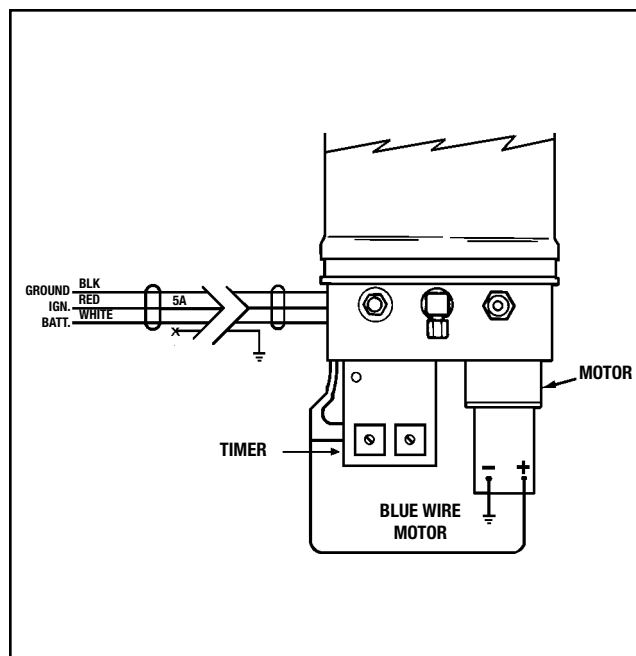 GROUND BLK
IGN. RED 5A
BATT. WHITE
X
MOTOR
TIMER
- +
BLUE WIRE
MOTOR